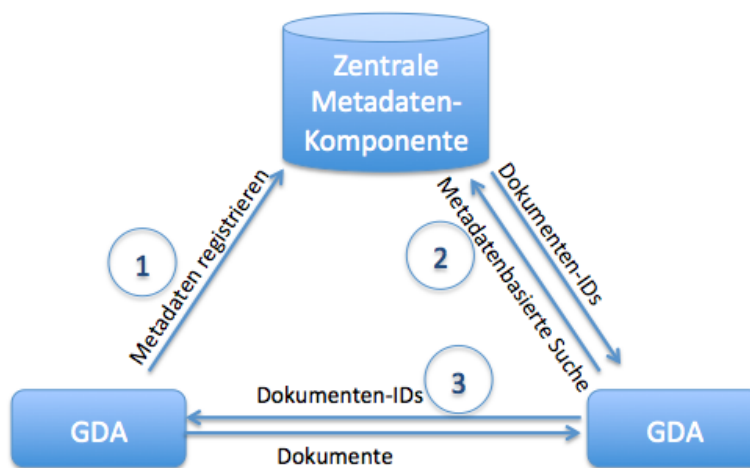 Zentrale
Metadaten-
Komponente
1
Metadaten registrieren
2
Metadatenbasierte Suche
Dokumenten-IDs
3
Dokumenten-IDs
GDA
Dokumente
GDA